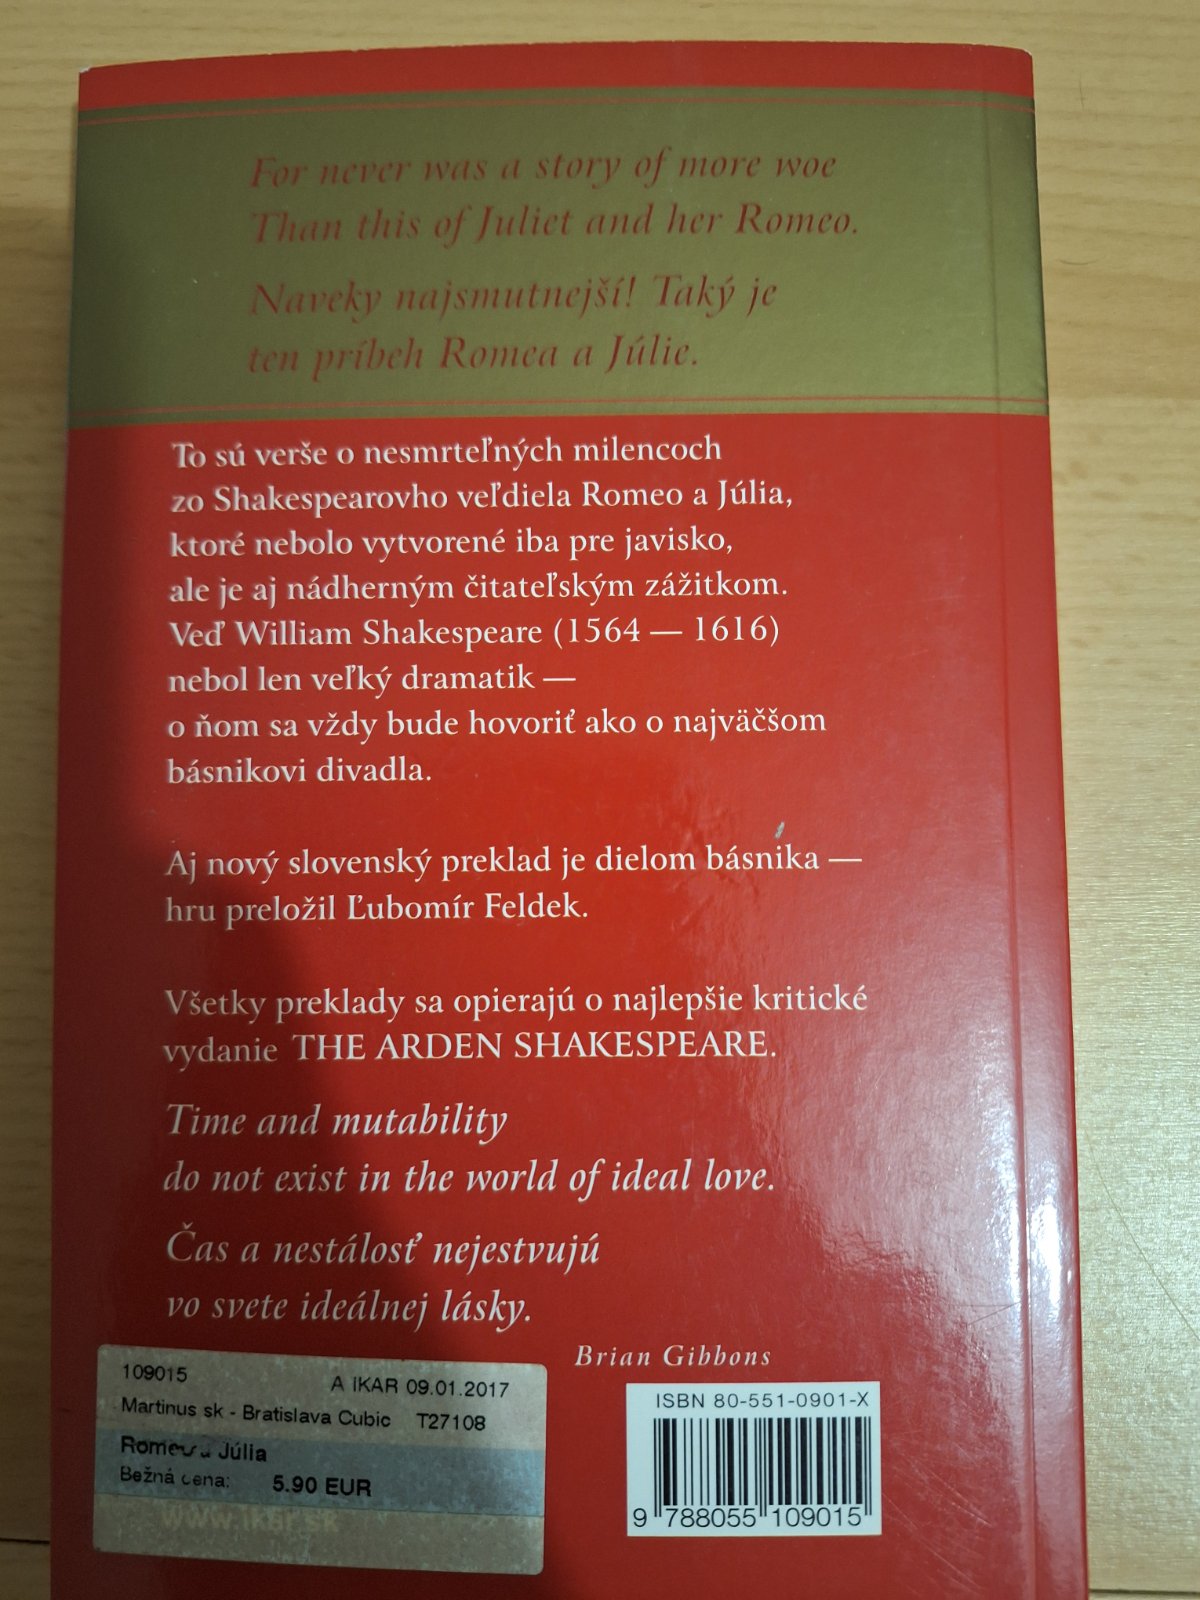 For never was a story of more woe
Than this of Juliet and her Romeo.
Naveky najsmutnejší! Taký je
ten príbeh Romea a Júlie.
To sú verše o nesmrteľných milencoch
zo Shakespearovho veľdiela Romeo a Júlia,
ktoré nebolo vytvorené iba pre javisko,
ale je aj nádherným čitateľským zážitkom.
Veď William Shakespeare (1564 — 1616)
nebol len veľký dramatik —
o ňom sa vždy bude hovoriť ako o najväčšom
básnikovi divadla.
Aj nový slovenský preklad je dielom básnika —
hru preložil Ľubomír Feldek.
Všetky preklady sa opierajú o najlepšie kritické
vydanie THE ARDEN SHAKESPEARE.
Time and mutability
do not exist in the world of ideal love.
Čas a nestálosť nejestvujú
vo svete ideálnej lásky.
Brian Gibbons
109015 A IKAR 09.01.2017
Martinus sk - Bratislava Cubic T27108
Romeo a Júlia
Bežná cena: 5.90 EUR
www.ikar.sk
ISBN 80-551-0901-X
9 788055 109015